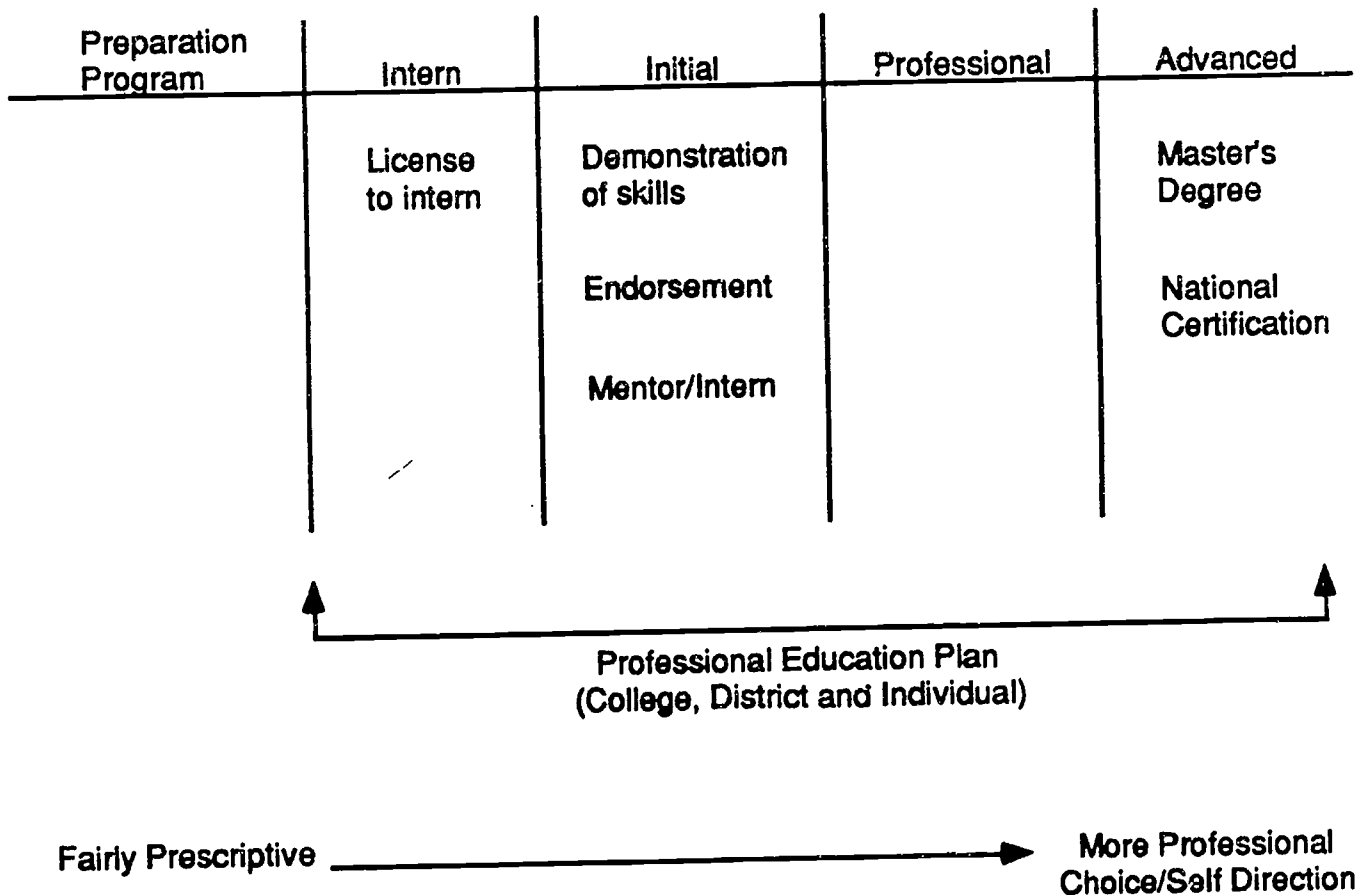 Preparation
Program
Intern
Initial
Professional
Advanced
License
to intern
Demonstration
of skills
Endorsement
Mentor/Intern
Master's
Degree
National
Certification
Professional Education Plan
(College, District and Individual)
Fairly Prescriptive
More Professional
Choice/Self Direction